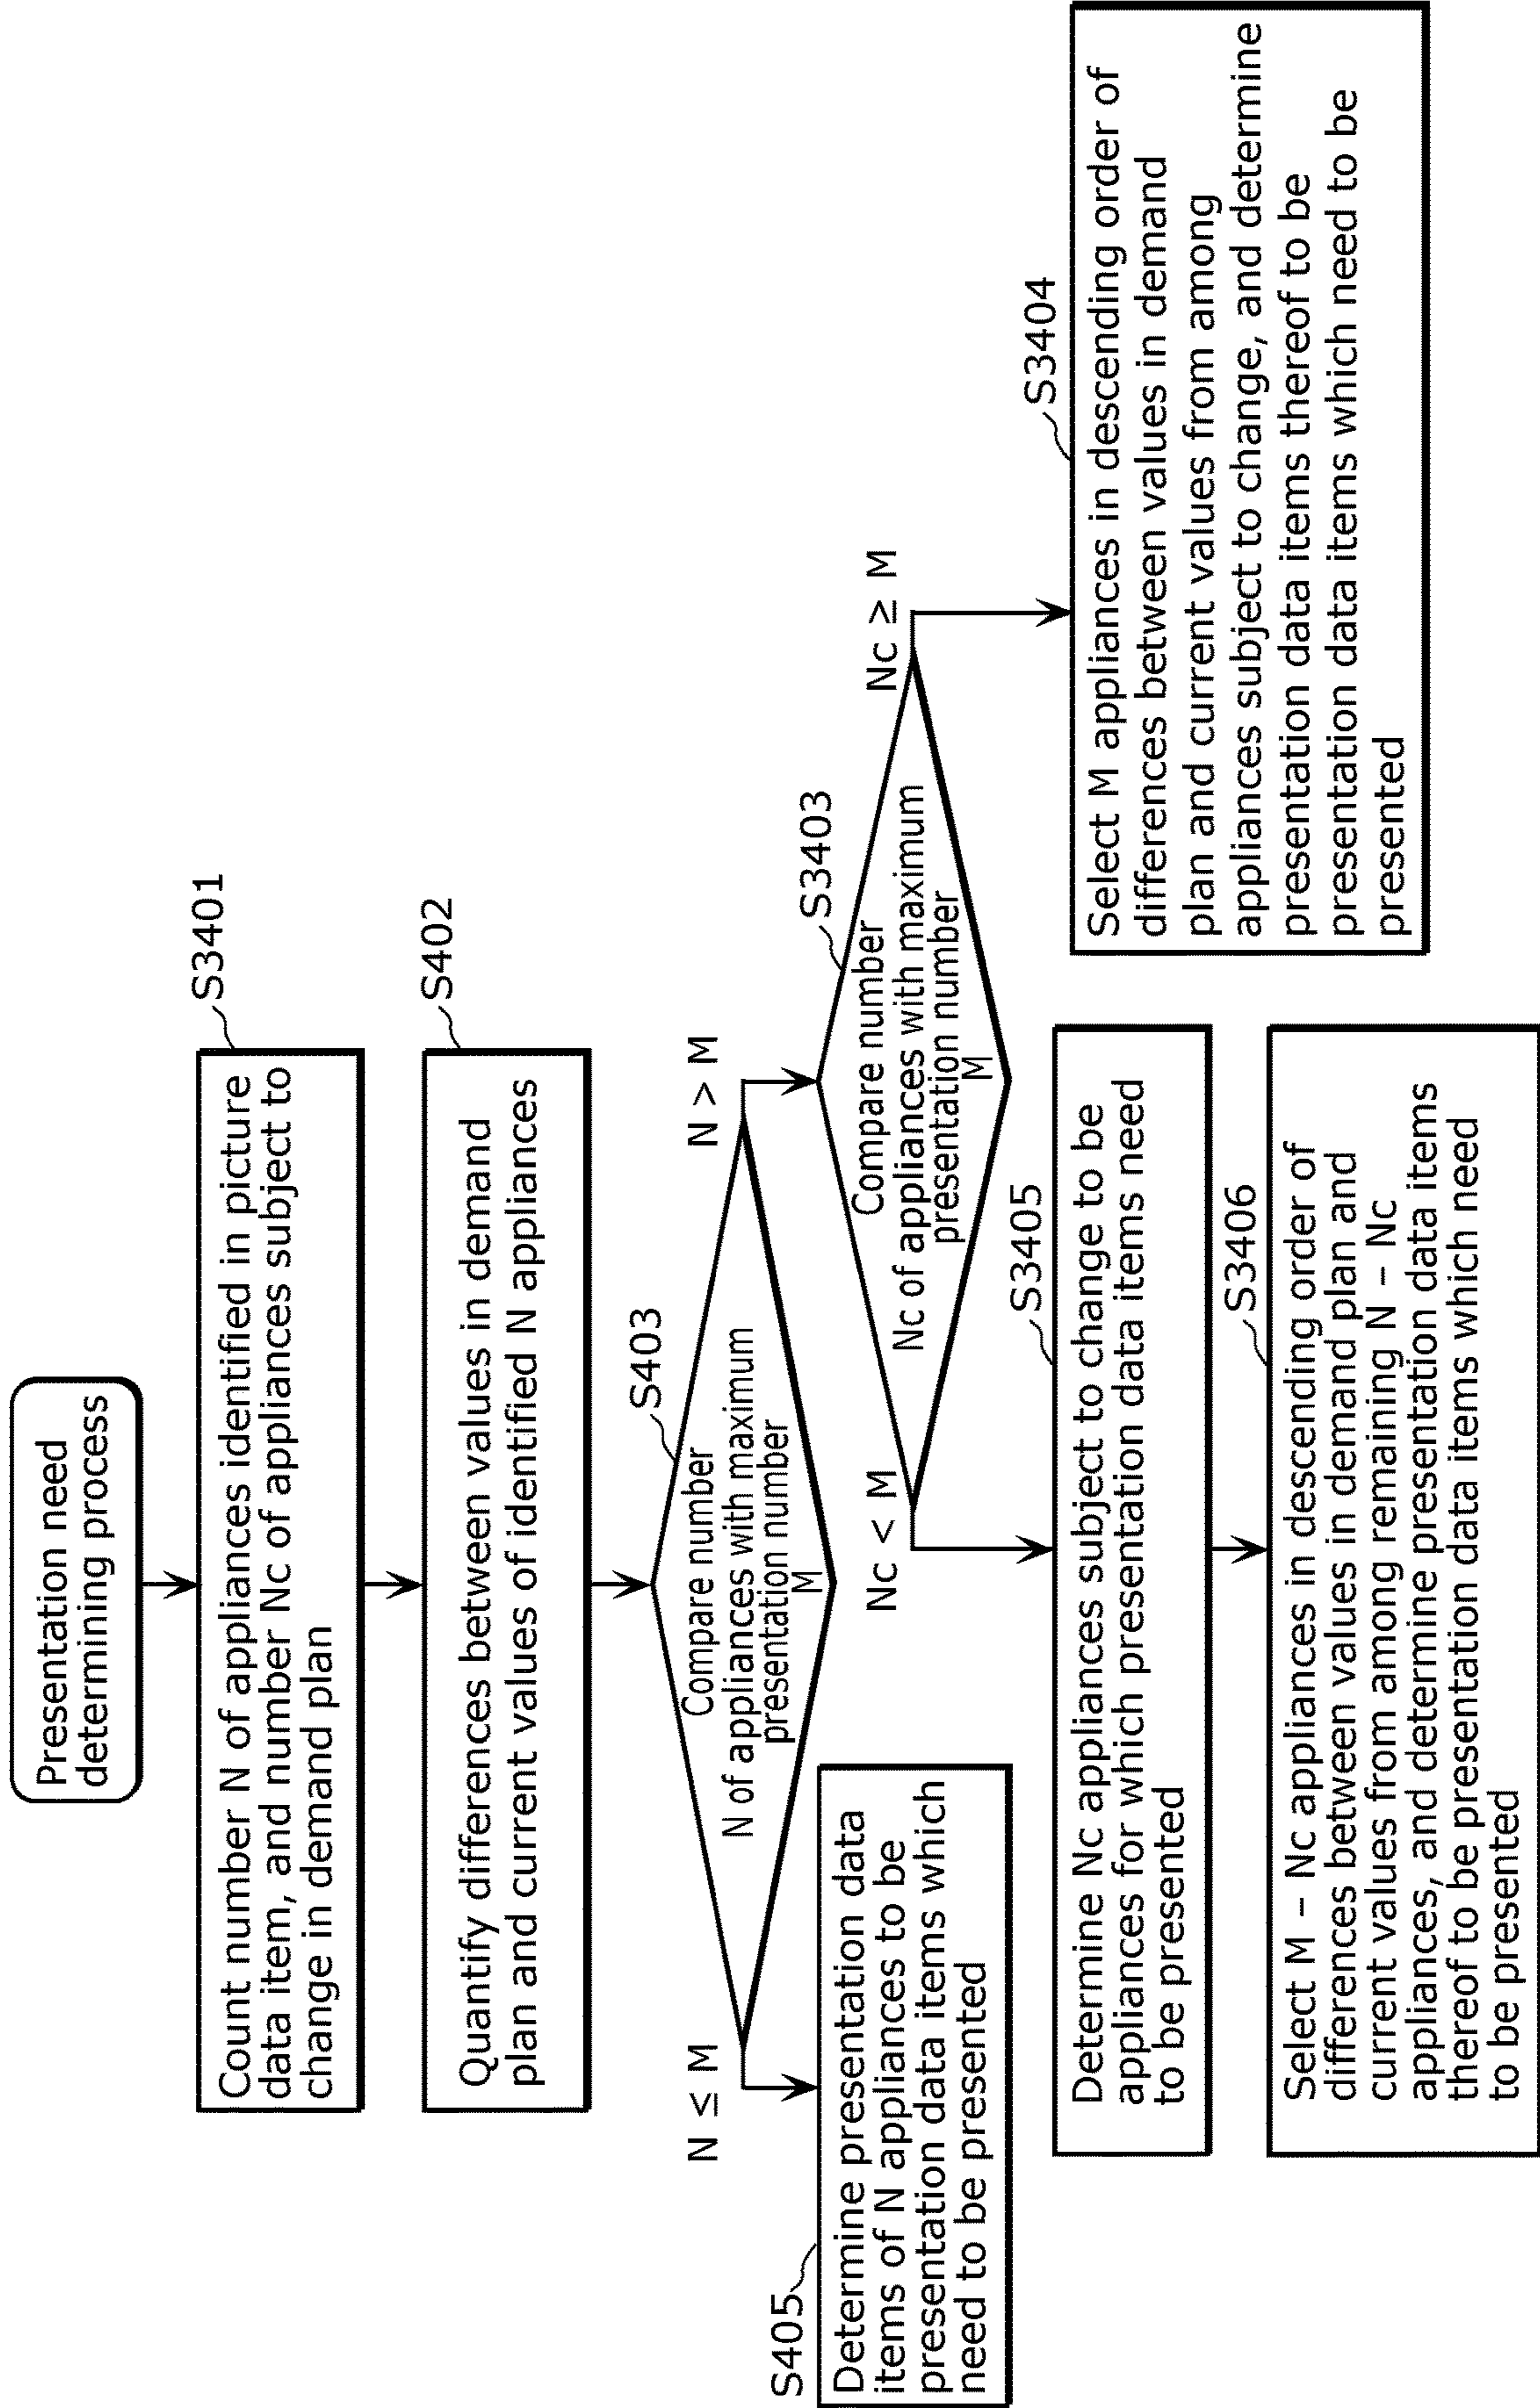 Presentation need
determining process
S3401
Count number N of appliances identified in picture
data item, and number Nc of appliances subject to
change in demand plan
S402
Quantify differences between values in demand
plan and current values of identified N appliances
S403
Compare number
N of appliances with maximum
presentation number
M
N ≤ M
N > M
S405
Determine presentation data
items of N appliances to be
presentation data items which
need to be presented
S3403
Compare number
Nc of appliances with maximum
presentation number
M
Nc < M
Nc ≥ M
S3405
Determine Nc appliances subject to change to be
appliances for which presentation data items need
to be presented
S3404
Select M appliances in descending order of
differences between values in demand
plan and current values from among
appliances subject to change, and determine
presentation data items thereof to be
presentation data items which need to be
presented
S3406
Select M – Nc appliances in descending order of
differences between values in demand plan and
current values from among remaining N – Nc
appliances, and determine presentation data items
thereof to be presentation data items which need
to be presented